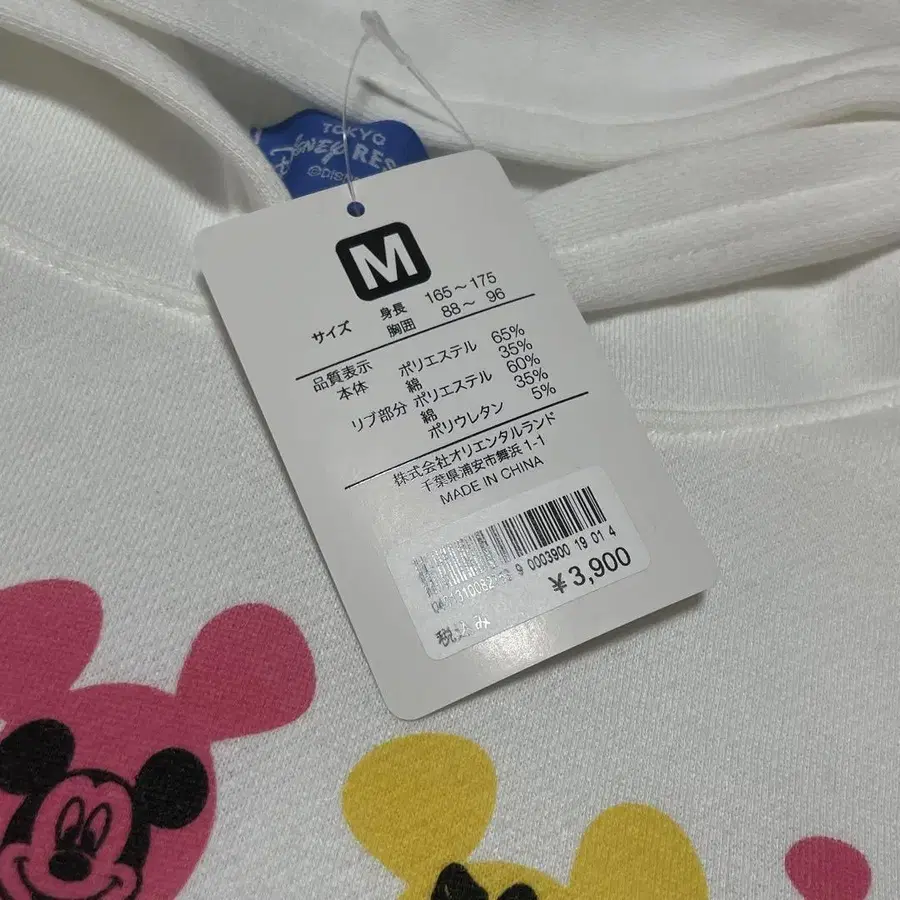 TOKYO
DISNEY RES
©DISNE
M
サイズ 身長 165～175
胸囲 88～ 96
品質表示
本体 ポリエステル 65%
綿 35%
リブ部分 ポリエステル 60%
綿 35%
ポリウレタン 5%
株式会社オリエンタルランド
千葉県浦安市舞浜 1-1
MADE IN CHINA
9 0003900 19 01 4
¥3,900
税込み